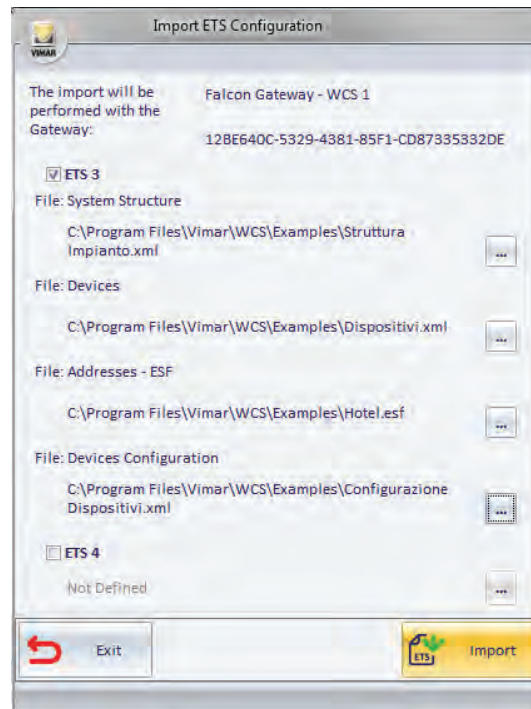 Import ETS Configuration
VIMAR
The import will be
performed with the
Gateway:
Falcon Gateway - WCS 1
12BE640C-5329-4381-85F1-CD87335332DE
ETS 3
File: System Structure
C:\Program Files\Vimar\WCS\Examples\Struttura
Impianto.xml
...
File: Devices
C:\Program Files\Vimar\WCS\Examples\Dispositivi.xml
...
File: Addresses - ESF
C:\Program Files\Vimar\WCS\Examples\Hotel.esf
...
File: Devices Configuration
C:\Program Files\Vimar\WCS\Examples\Configurazione
Dispositivi.xml
...
ETS 4
Not Defined
...
Exit
ETS
Import